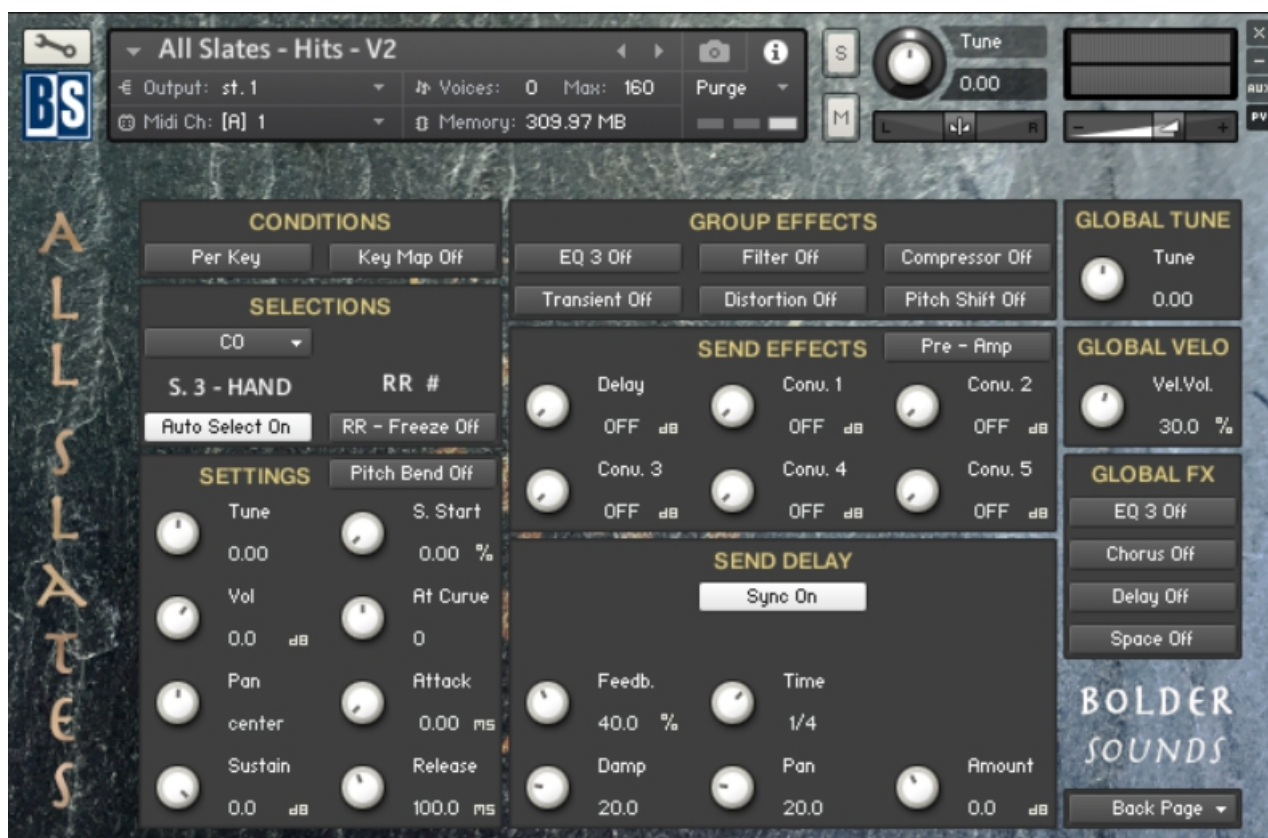 All Slates - Hits - V2
Output: st. 1
Voices: 0 Max: 160
Purge
Midi Ch: [A] 1
Memory: 309.97 MB
S
M
Tune
0.00
L R
- +
X
-
AUX
PV
BS
ALL SLATES
CONDITIONS
Per Key
Key Map Off
SELECTIONS
C0
S. 3 - HAND
RR #
Auto Select On
RR - Freeze Off
SETTINGS
Pitch Bend Off
Tune
0.00
S. Start
0.00 %
Vol
0.0 dB
At Curve
0
Pan
center
Attack
0.00 ms
Sustain
0.0 dB
Release
100.0 ms
GROUP EFFECTS
EQ 3 Off
Filter Off
Compressor Off
Transient Off
Distortion Off
Pitch Shift Off
SEND EFFECTS
Pre - Amp
Delay
OFF dB
Conv. 1
OFF dB
Conv. 2
OFF dB
Conv. 3
OFF dB
Conv. 4
OFF dB
Conv. 5
OFF dB
SEND DELAY
Sync On
Feedb.
40.0 %
Time
1/4
Damp
20.0
Pan
20.0
Amount
0.0 dB
GLOBAL TUNE
Tune
0.00
GLOBAL VELO
Vel.Vol.
30.0 %
GLOBAL FX
EQ 3 Off
Chorus Off
Delay Off
Space Off
BOLDER
SOUNDS
Back Page